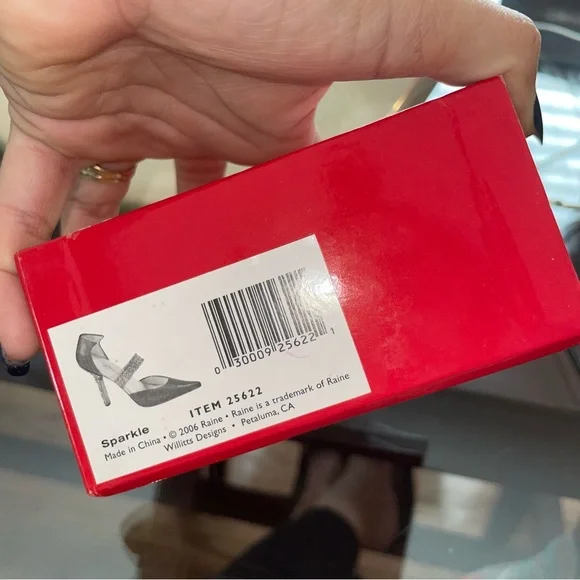 0 30009 25622 1
ITEM 25622
Sparkle
Made in China • © 2006 Raine • Raine is a trademark of Raine
Willitts Designs • Petaluma, CA